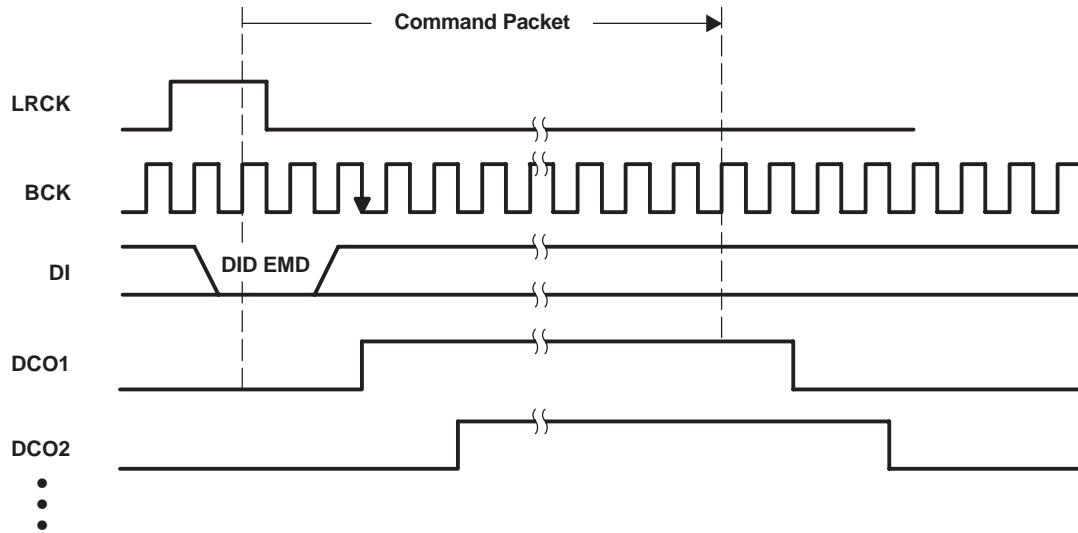 Command Packet
LRCK
BCK
DI
DID EMD
DCO1
DCO2